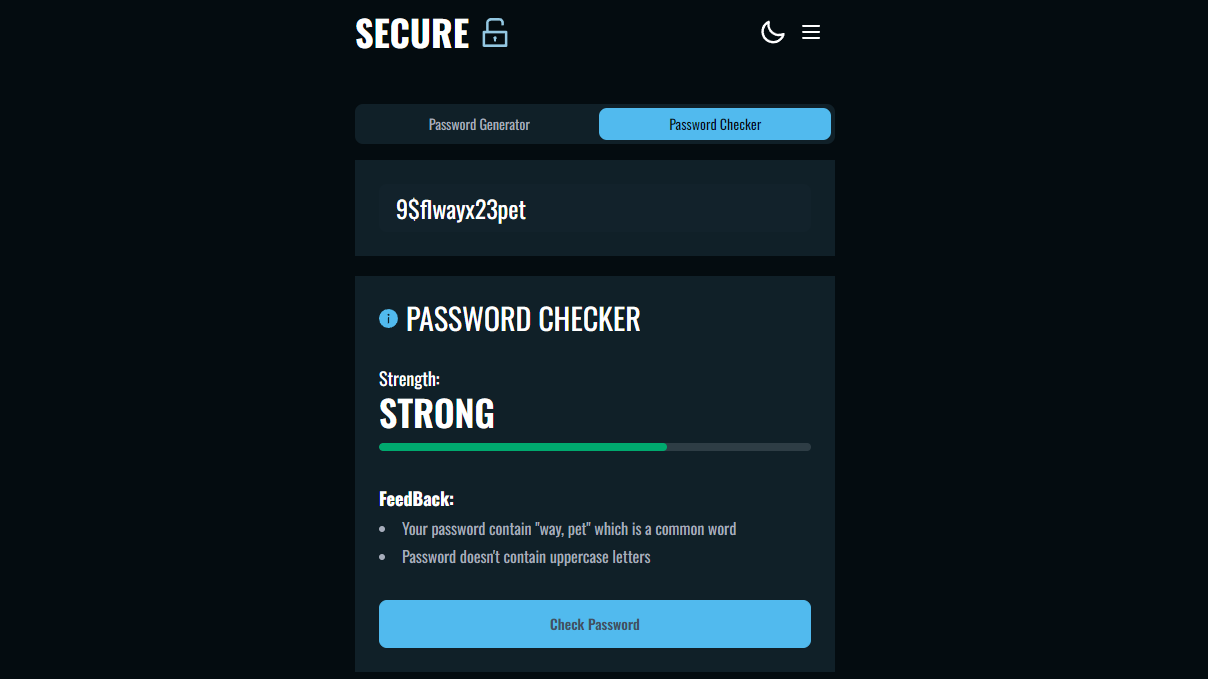 SECURE
Password Generator
Password Checker
9$flwayx23pet
PASSWORD CHECKER
Strength:
STRONG
FeedBack:
Your password contain "way, pet" which is a common word
Password doesn't contain uppercase letters
Check Password